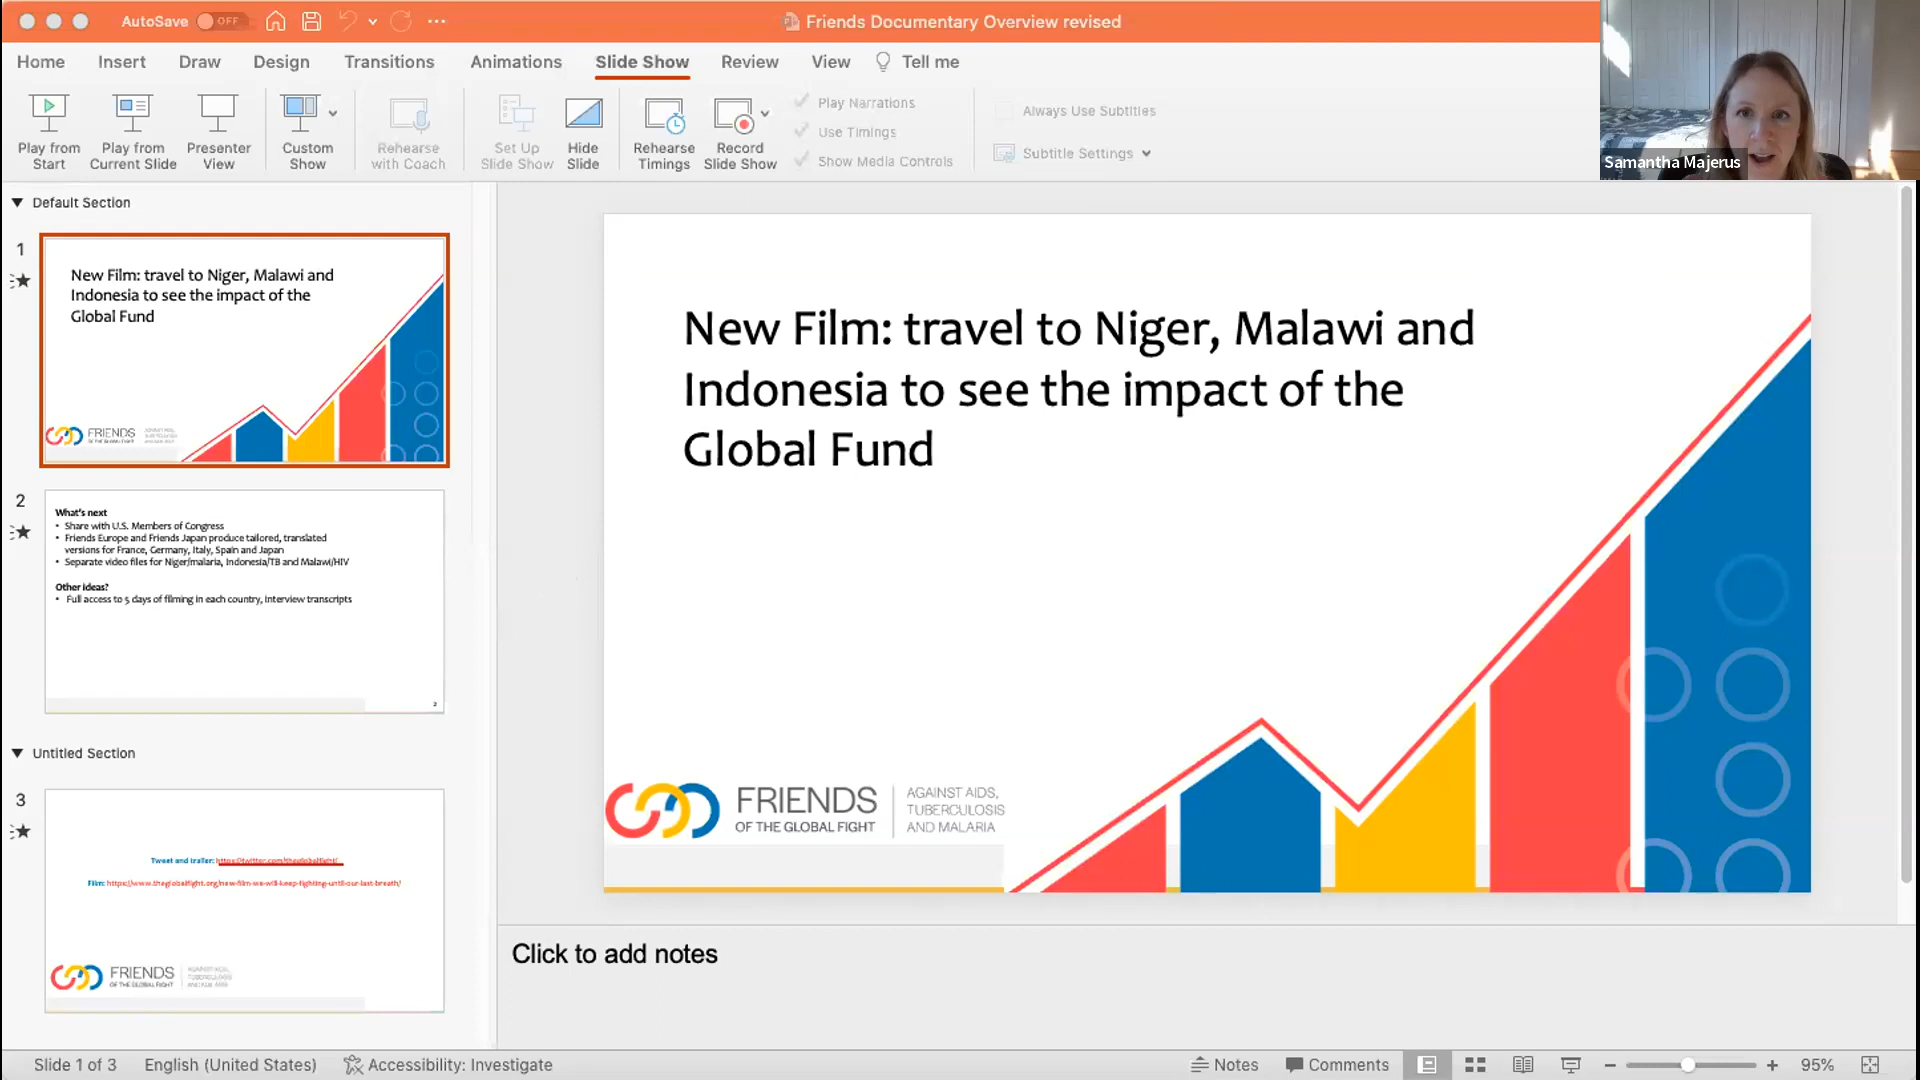 AutoSave OFF
Friends Documentary Overview revised
Home Insert Draw Design Transitions Animations Slide Show Review View Tell me
Play from Start
Play from Current Slide
Presenter View
Custom Show
Rehearse with Coach
Set Up Slide Show
Hide Slide
Rehearse Timings
Record Slide Show
Play Narrations
Use Timings
Show Media Controls
Always Use Subtitles
Subtitle Settings
Samantha Majerus
Default Section
1
New Film: travel to Niger, Malawi and
Indonesia to see the impact of the
Global Fund
FRIENDS
OF THE GLOBAL FIGHT
2
What's next
• Share with U.S. Members of Congress
• Friends Europe and Friends Japan produce tailored, translated
versions for France, Germany, Italy, Spain and Japan
• Separate video files for Niger/malaria, Indonesia/TB and Malawi/HIV
Other ideas?
• Full access to 5 days of filming in each country, interview transcripts
2
Untitled Section
3
Tweet and trailer: https://twitter.com/theglobalfight/
Film: https://www.theglobalfight.org/new-film-we-will-keep-fighting-until-our-last-breath/
FRIENDS
OF THE GLOBAL FIGHT
New Film: travel to Niger, Malawi and
Indonesia to see the impact of the
Global Fund
FRIENDS
OF THE GLOBAL FIGHT
AGAINST AIDS,
TUBERCULOSIS
AND MALARIA
Click to add notes
Slide 1 of 3 English (United States) Accessibility: Investigate Notes Comments 95%